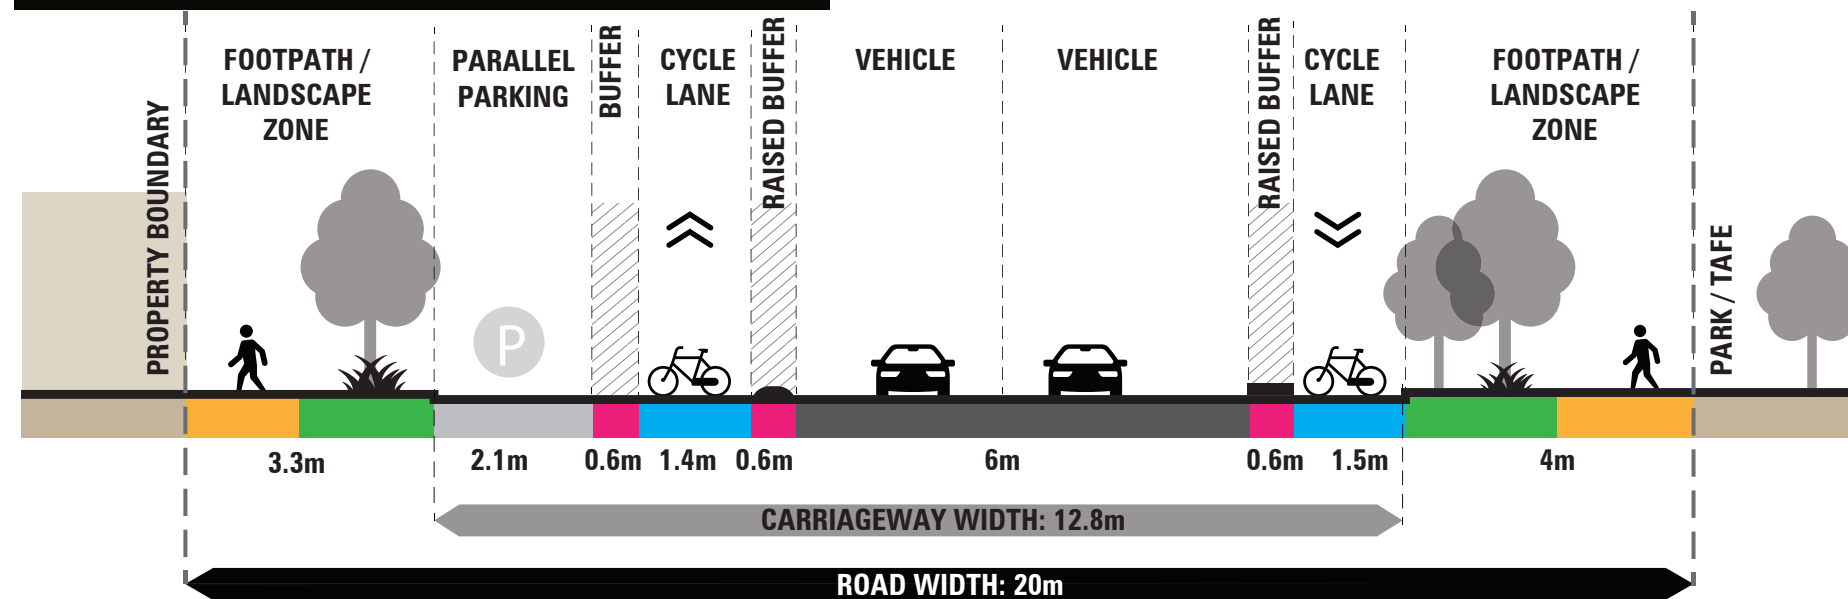 PROPERTY BOUNDARY
FOOTPATH /
LANDSCAPE
ZONE
PARALLEL
PARKING
BUFFER
CYCLE
LANE
RAISED BUFFER
VEHICLE
VEHICLE
RAISED BUFFER
CYCLE
LANE
FOOTPATH /
LANDSCAPE
ZONE
PARK / TAFE
P
3.3m
2.1m
0.6m
1.4m
0.6m
6m
0.6m
1.5m
4m
CARRIAGEWAY WIDTH: 12.8m
ROAD WIDTH: 20m